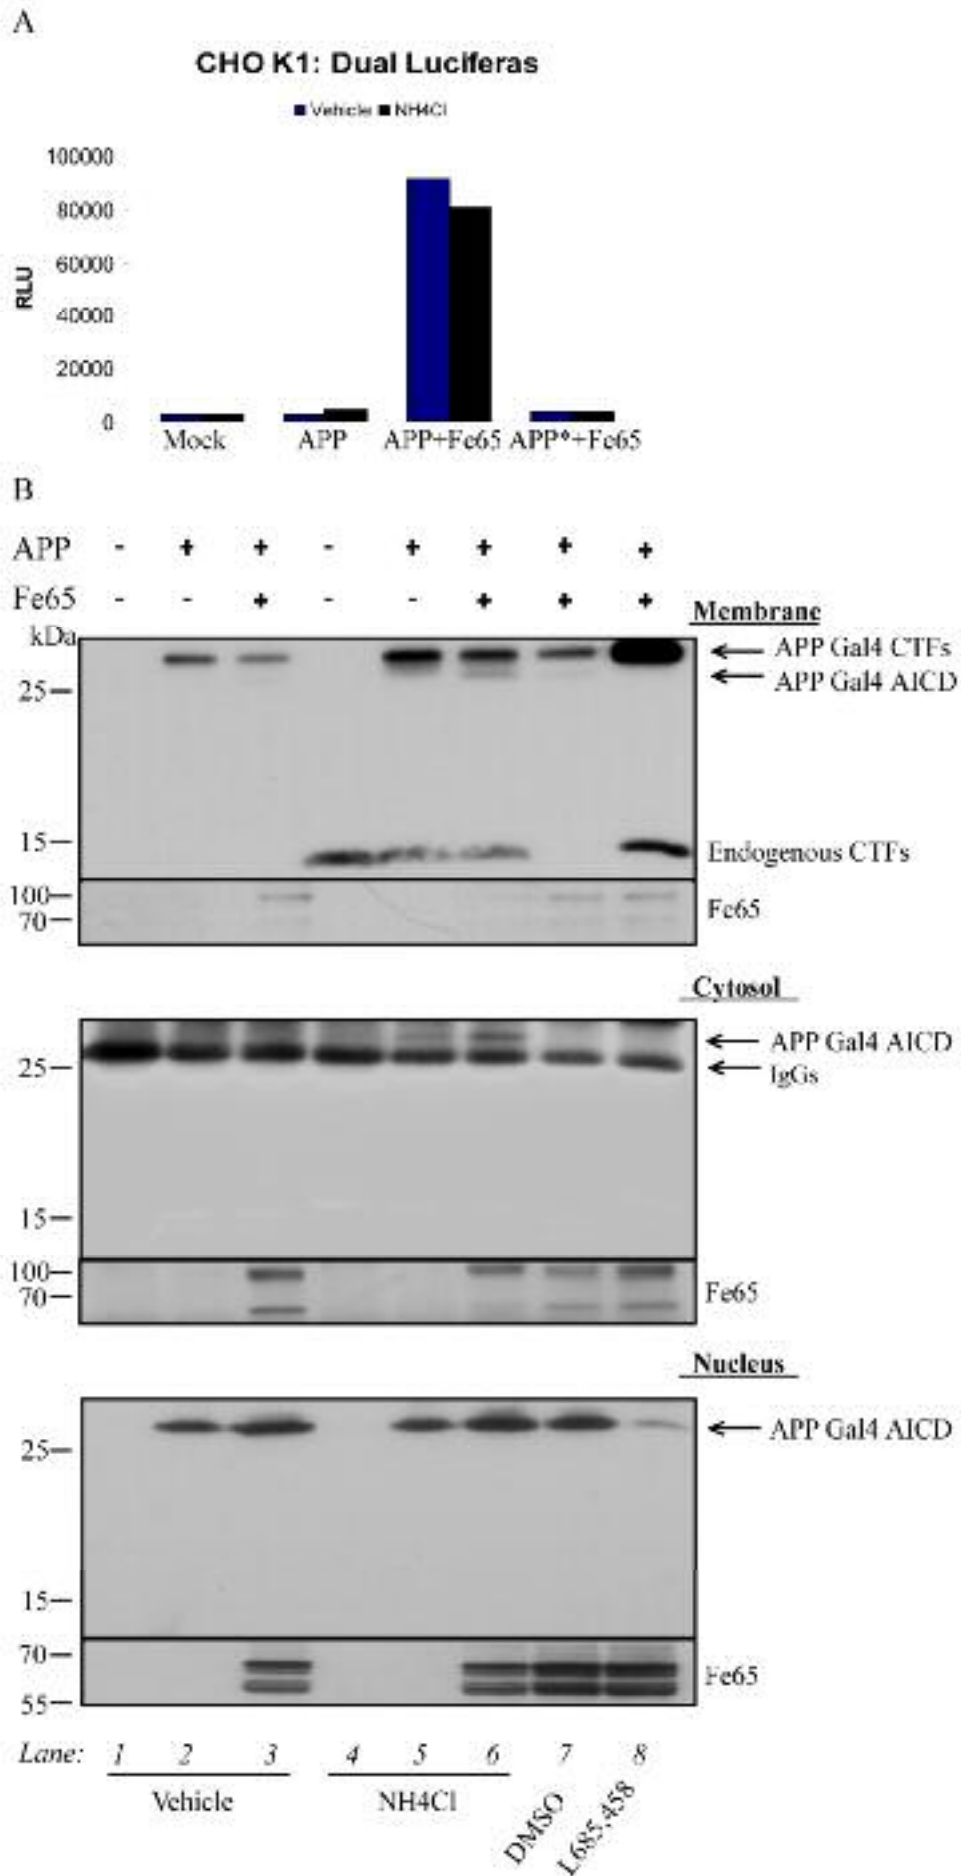 A
CHO K1: Dual Luciferas
Vehicle NH4Cl
100000
80000
60000
40000
20000
0
RLU
Mock APP APP+Fe65 APP*+Fe65
B
APP - + + - + + + +
Fe65 - - + - - + + +
Membrane
kDa
APP Gal4 CTFs
APP Gal4 AICD
25
15
Endogenous CTFs
100
70
Fe65
Cytosol
APP Gal4 AICD
25
IgGs
15
100
70
Fe65
Nucleus
APP Gal4 AICD
25
15
70
Fe65
55
Lane: 1 2 3 4 5 6 7 8
Vehicle NH4Cl DMSO L685,458